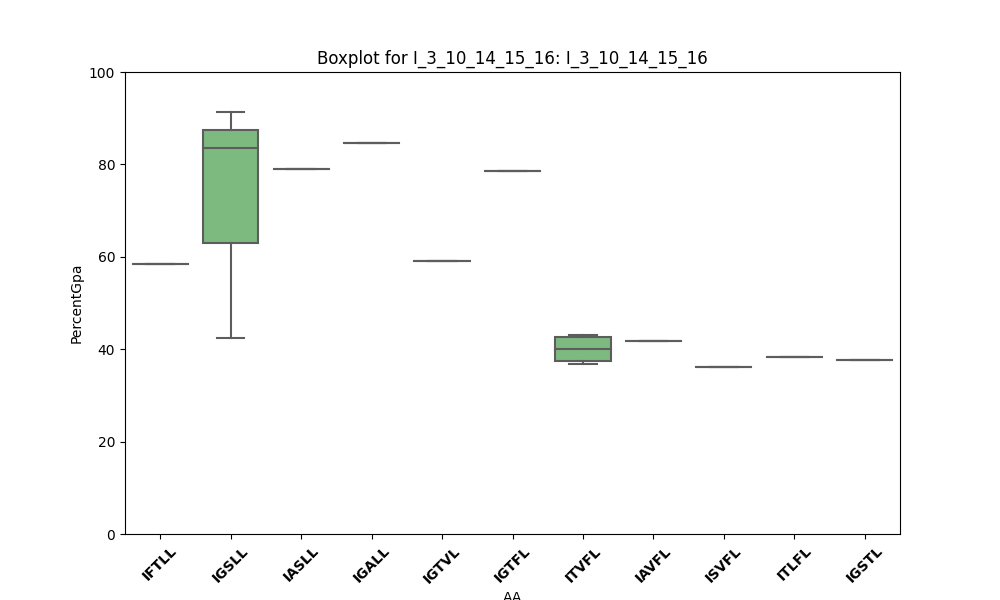 Boxplot for I_3_10_14_15_16: I_3_10_14_15_16
PercentGpa
100
80
60
40
20
0
IFTLL
IGSLL
IASLL
IGALL
IGTVL
IGTFL
ITVFL
IAVFL
ISVFL
ITLFL
IGSTL
AA